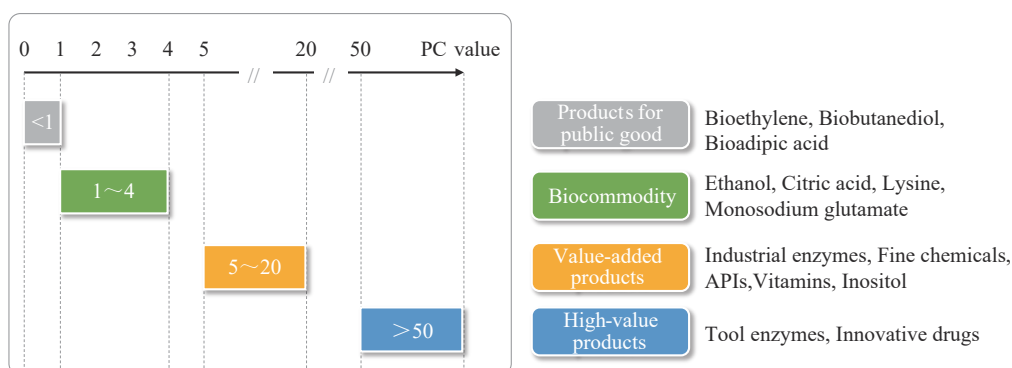 0 1 2 3 4 5 // 20 // 50 PC value
<1
Products for
public good
Bioethylene, Biobutanediol,
Bioadipic acid
1～4
Biocommodity
Ethanol, Citric acid, Lysine,
Monosodium glutamate
5～20
Value-added
products
Industrial enzymes, Fine chemicals,
APIs,Vitamins, Inositol
＞50
High-value
products
Tool enzymes, Innovative drugs